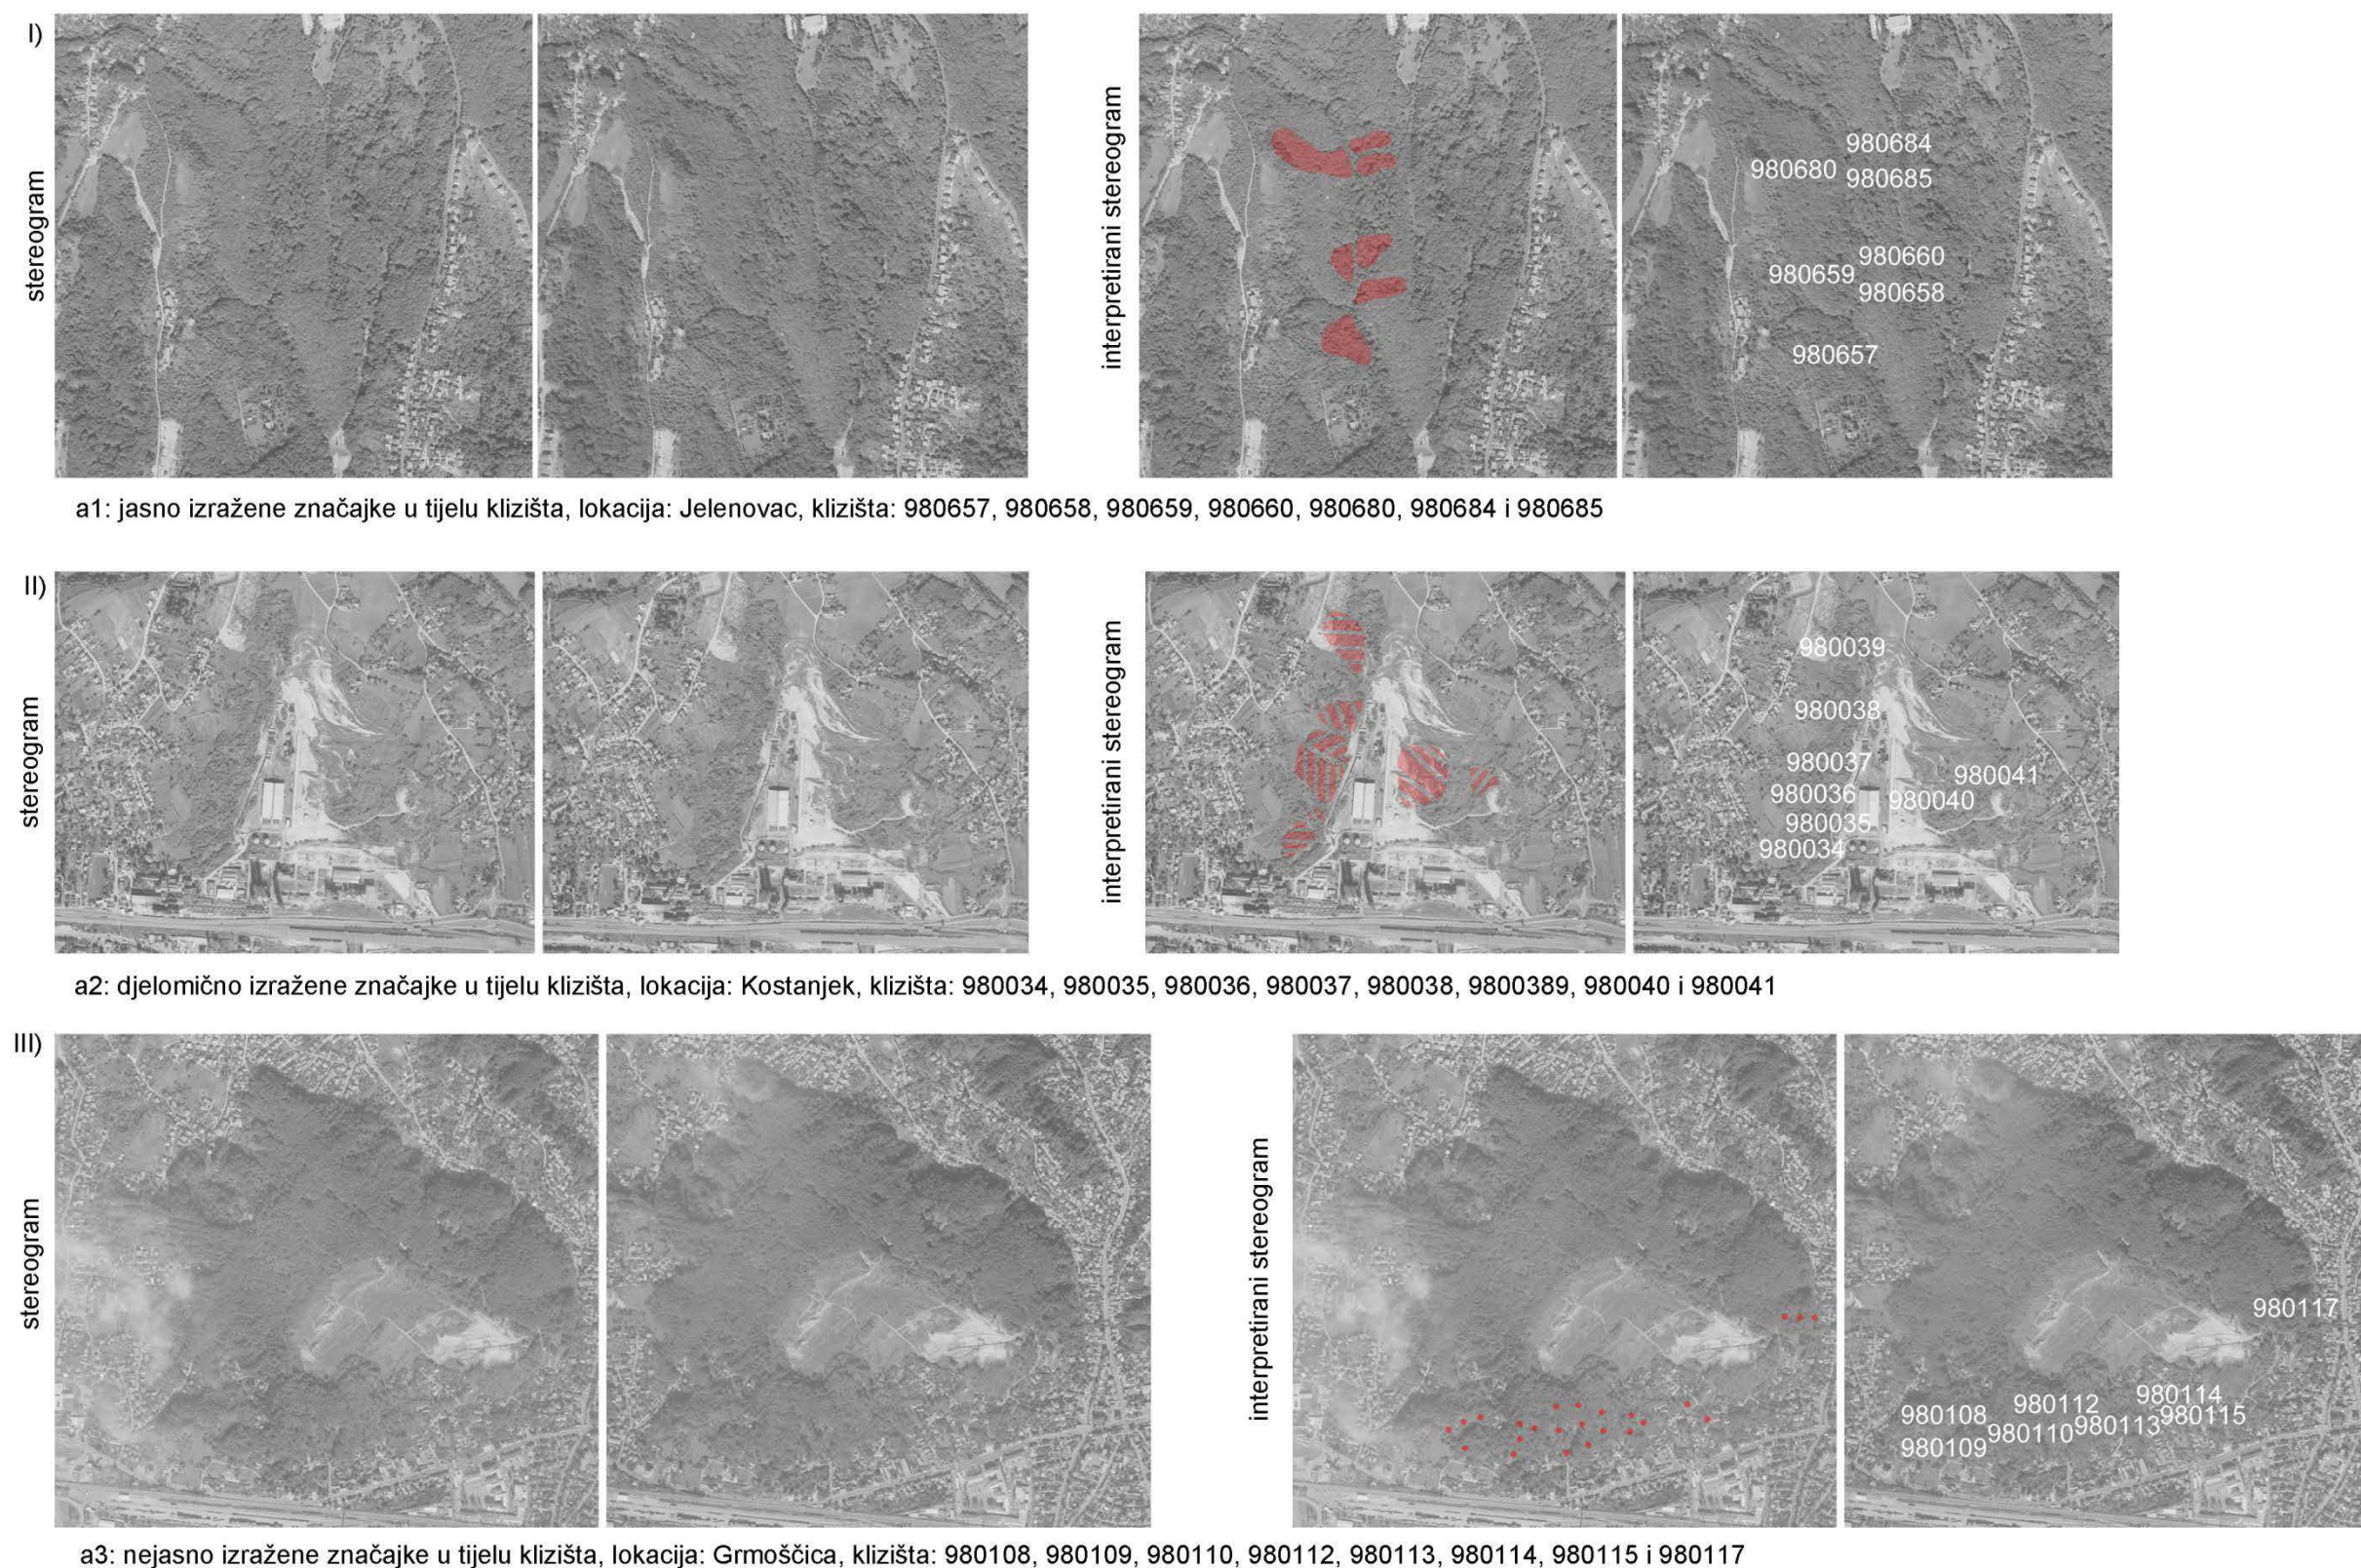 I)
stereogram
interpretirani stereogram
980684
980680
980685
980660
980659
980658
980657
a1: jasno izražene značajke u tijelu klizišta, lokacija: Jelenovac, klizišta: 980657, 980658, 980659, 980660, 980680, 980684 i 980685
II)
stereogram
interpretirani stereogram
980039
980038
980037
980041
980036
980040
980035
980034
a2: djelomično izražene značajke u tijelu klizišta, lokacija: Kostanjek, klizišta: 980034, 980035, 980036, 980037, 980038, 9800389, 980040 i 980041
III)
stereogram
interpretirani stereogram
980117
980114
980112
980108
980115
980113
980110
980109
a3: nejasno izražene značajke u tijelu klizišta, lokacija: Grmoščica, klizišta: 980108, 980109, 980110, 980112, 980113, 980114, 980115 i 980117